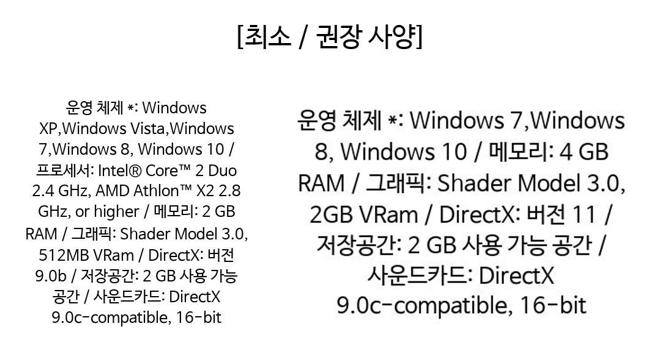 [최소 / 권장 사양]
운영 체제 *: Windows
XP,Windows Vista,Windows
7,Windows 8, Windows 10 /
프로세서: Intel® Core™ 2 Duo
2.4 GHz, AMD Athlon™ X2 2.8
GHz, or higher / 메모리: 2 GB
RAM / 그래픽: Shader Model 3.0,
512MB VRam / DirectX: 버전
9.0b / 저장공간: 2 GB 사용 가능
공간 / 사운드카드: DirectX
9.0c-compatible, 16-bit
운영 체제 *: Windows 7,Windows
8, Windows 10 / 메모리: 4 GB
RAM / 그래픽: Shader Model 3.0,
2GB VRam / DirectX: 버전 11 /
저장공간: 2 GB 사용 가능 공간 /
사운드카드: DirectX
9.0c-compatible, 16-bit